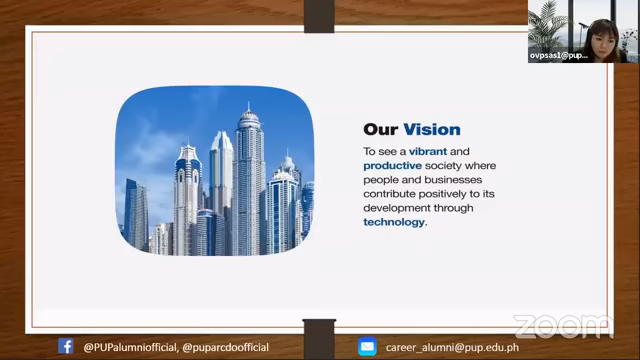 ovpsas1@pup...
Our Vision
To see a vibrant and
productive society where
people and businesses
contribute positively to its
development through
technology.
zoom
@PUPalumniofficial, @puparcdoofficial
career_alumni@pup.edu.ph